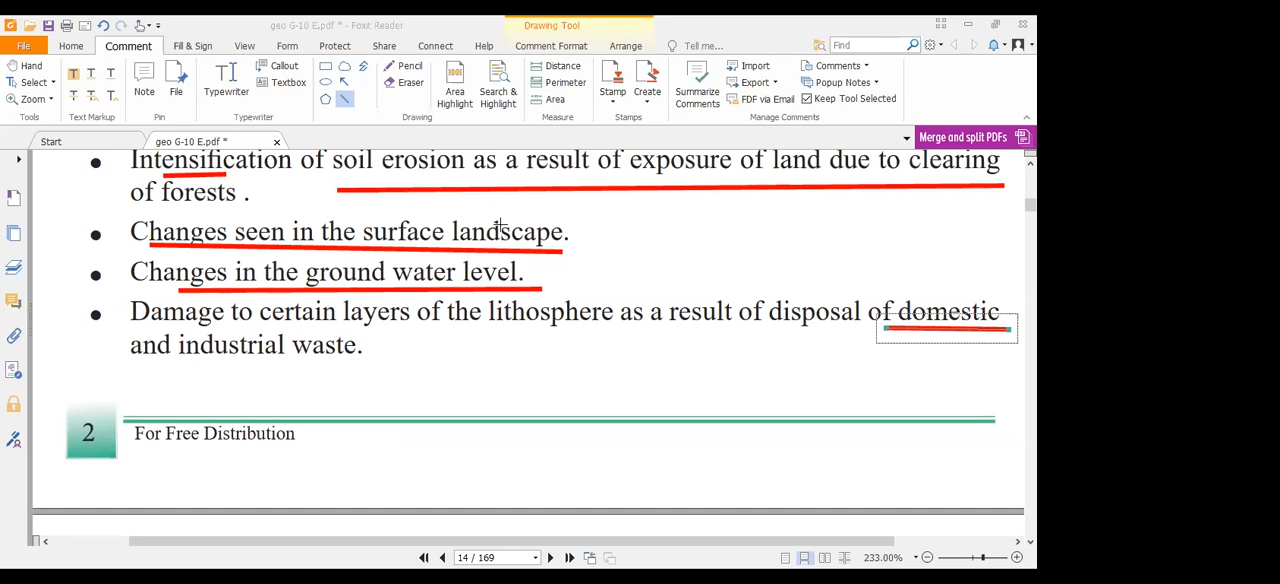 geo G-10 E.pdf * - Foxit Reader
Drawing Tool
File Home Comment Fill & Sign View Form Protect Share Connect Help Comment Format Arrange Tell me... Find
Hand
Select
Zoom
Tools
Text Markup
Note
File
Pin
Typewriter
Callout
Textbox
Typewriter
Pencil
Eraser
Drawing
Area Highlight
Search & Highlight
Distance
Perimeter
Area
Measure
Stamp
Create
Stamps
Summarize Comments
Import
Export
FDF via Email
Comments
Popup Notes
Keep Tool Selected
Manage Comments
Start
geo G-10 E.pdf *
Merge and split PDFs
• Intensification of soil erosion as a result of exposure of land due to clearing
of forests .
• Changes seen in the surface landscape.
• Changes in the ground water level.
• Damage to certain layers of the lithosphere as a result of disposal of domestic
and industrial waste.
2
For Free Distribution
14 / 169
233.00%